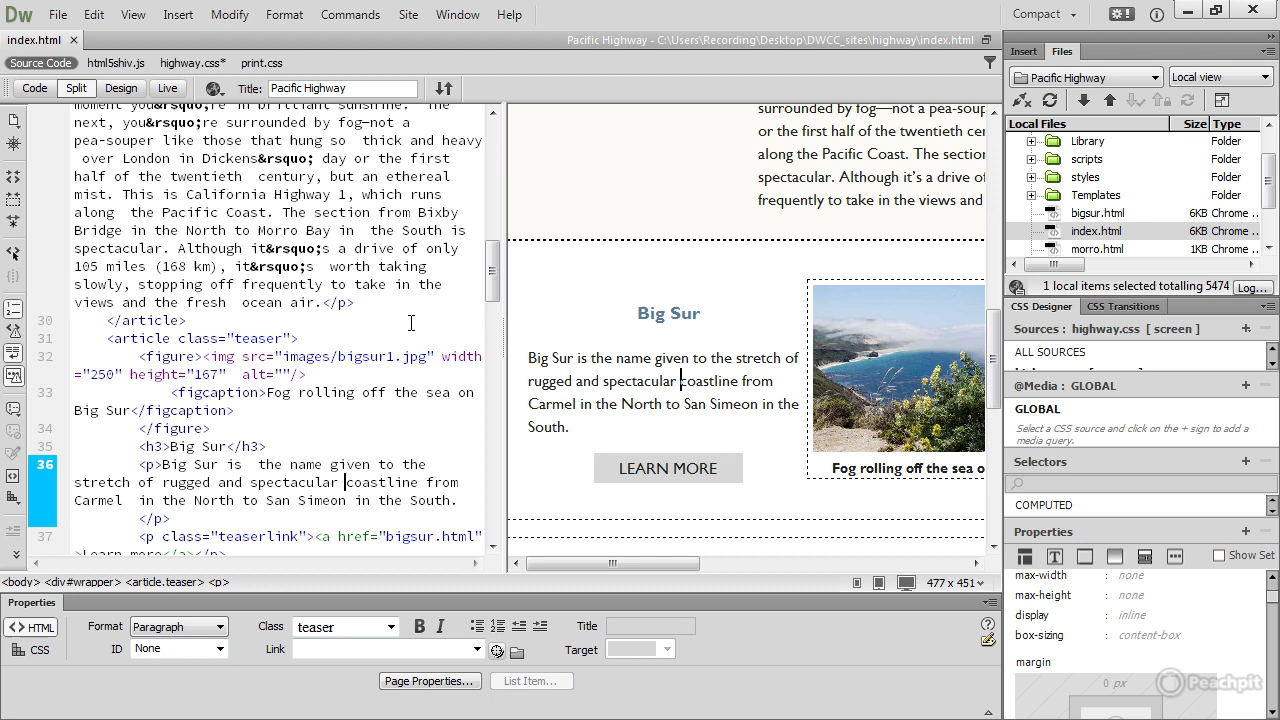 Dw File Edit View Insert Modify Format Commands Site Window Help Compact
index.html Pacific Highway - C:\Users\Recording\Desktop\DWCC_sites\highway\index.html
Source Code html5shiv.js highway.css* print.css
Code Split Design Live Title: Pacific Highway
moment you&rsquo;re in brilliant sunshine. The
next, you&rsquo;re surrounded by fog—not a
pea-souper like those that hung so thick and heavy
over London in Dickens&rsquo; day or the first
half of the twentieth century, but an ethereal
mist. This is California Highway 1, which runs
along the Pacific Coast. The section from Bixby
Bridge in the North to Morro Bay in the South is
spectacular. Although it&rsquo;s a drive of only
105 miles (168 km), it&rsquo;s worth taking
slowly, stopping off frequently to take in the
views and the fresh ocean air.</p>
30 </article>
31 <article class="teaser">
32 <figure><img src="images/bigsur1.jpg" width
="250" height="167" alt=""/>
33 <figcaption>Fog rolling off the sea on
Big Sur</figcaption>
34 </figure>
35 <h3>Big Sur</h3>
36 <p>Big Sur is the name given to the
stretch of rugged and spectacular coastline from
Carmel in the North to San Simeon in the South.
</p>
37 <p class="teaserlink"><a href="bigsur.html"
>Learn more</a></p>
surrounded by fog—not a pea-soup
or the first half of the twentieth cen
along the Pacific Coast. The section
spectacular. Although it's a drive of
frequently to take in the views and
Big Sur
Big Sur is the name given to the stretch of
rugged and spectacular coastline from
Carmel in the North to San Simeon in the
South.
LEARN MORE
Fog rolling off the sea o
<body> <div#wrapper> <article.teaser> <p> 477 x 451
Properties
HTML Format Paragraph Class teaser B I Title
CSS ID None Link Target
Page Properties... List Item...
Insert Files
Pacific Highway Local view
Local Files Size Type
Library Folder
scripts Folder
styles Folder
Templates Folder
bigsur.html 6KB Chrome ..
index.html 6KB Chrome ..
morro.html 6KB Chrome ..
1 local items selected totalling 5474 Log...
CSS Designer CSS Transitions
Sources : highway.css [ screen ]
ALL SOURCES
@Media : GLOBAL
GLOBAL
Select a CSS source and click on the + sign to add a
media query.
Selectors
COMPUTED
Properties
Show Set
max-width : none
max-height : none
display : inline
box-sizing : content-box
margin
0 px
Peachpit